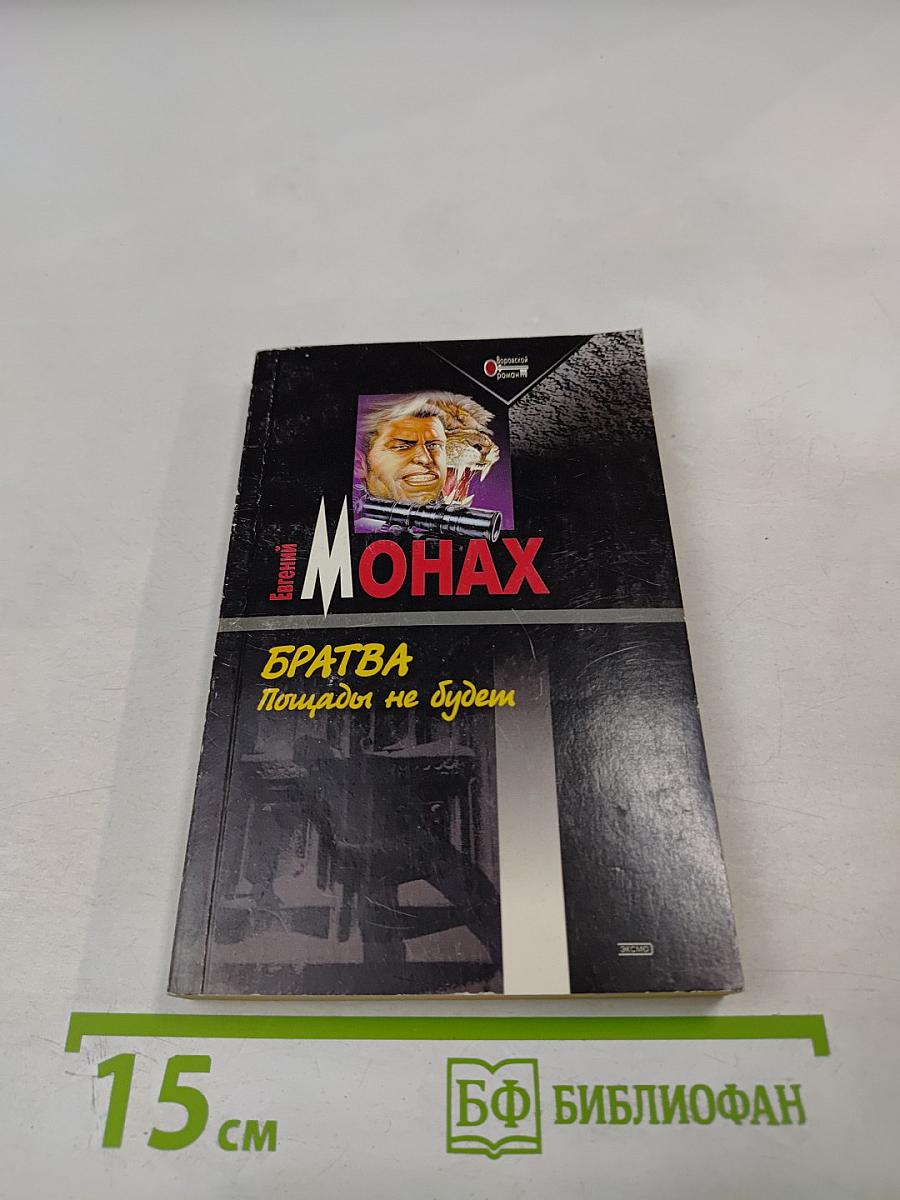 Воровской
роман
Евгений
МОНАХ
БРАТВА
Пощады не будет
ЭКСМО
15 см
БФ БИБЛИОФАН